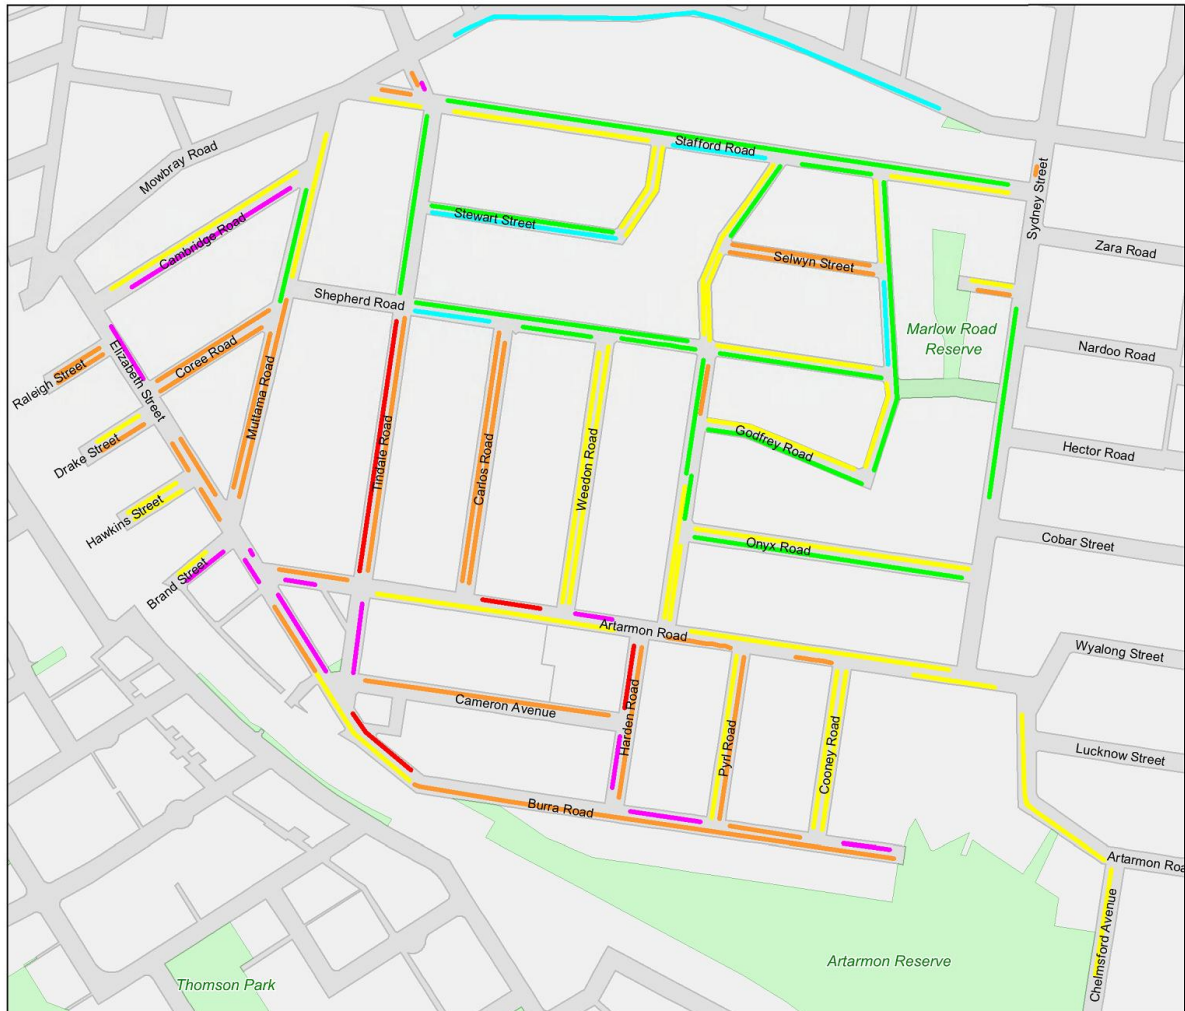 Mowbray Road
Stafford Road
Sydney Street
Cambridge Road
Stewart Street
Zara Road
Selwyn Street
Shepherd Road
Marlow Road
Reserve
Nardoo Road
Raleigh Street
Elizabeth Street
Coree Road
Muttama Road
Drake Street
Tindale Road
Carlos Road
Weedon Road
Godfrey Road
Hector Road
Hawkins Street
Onyx Road
Cobar Street
Brand Street
Artarmon Road
Wyalong Street
Cameron Avenue
Harden Road
Pyrl Road
Cooney Road
Lucknow Street
Burra Road
Artarmon Roa
Chelmsford Avenue
Artarmon Reserve
Thomson Park